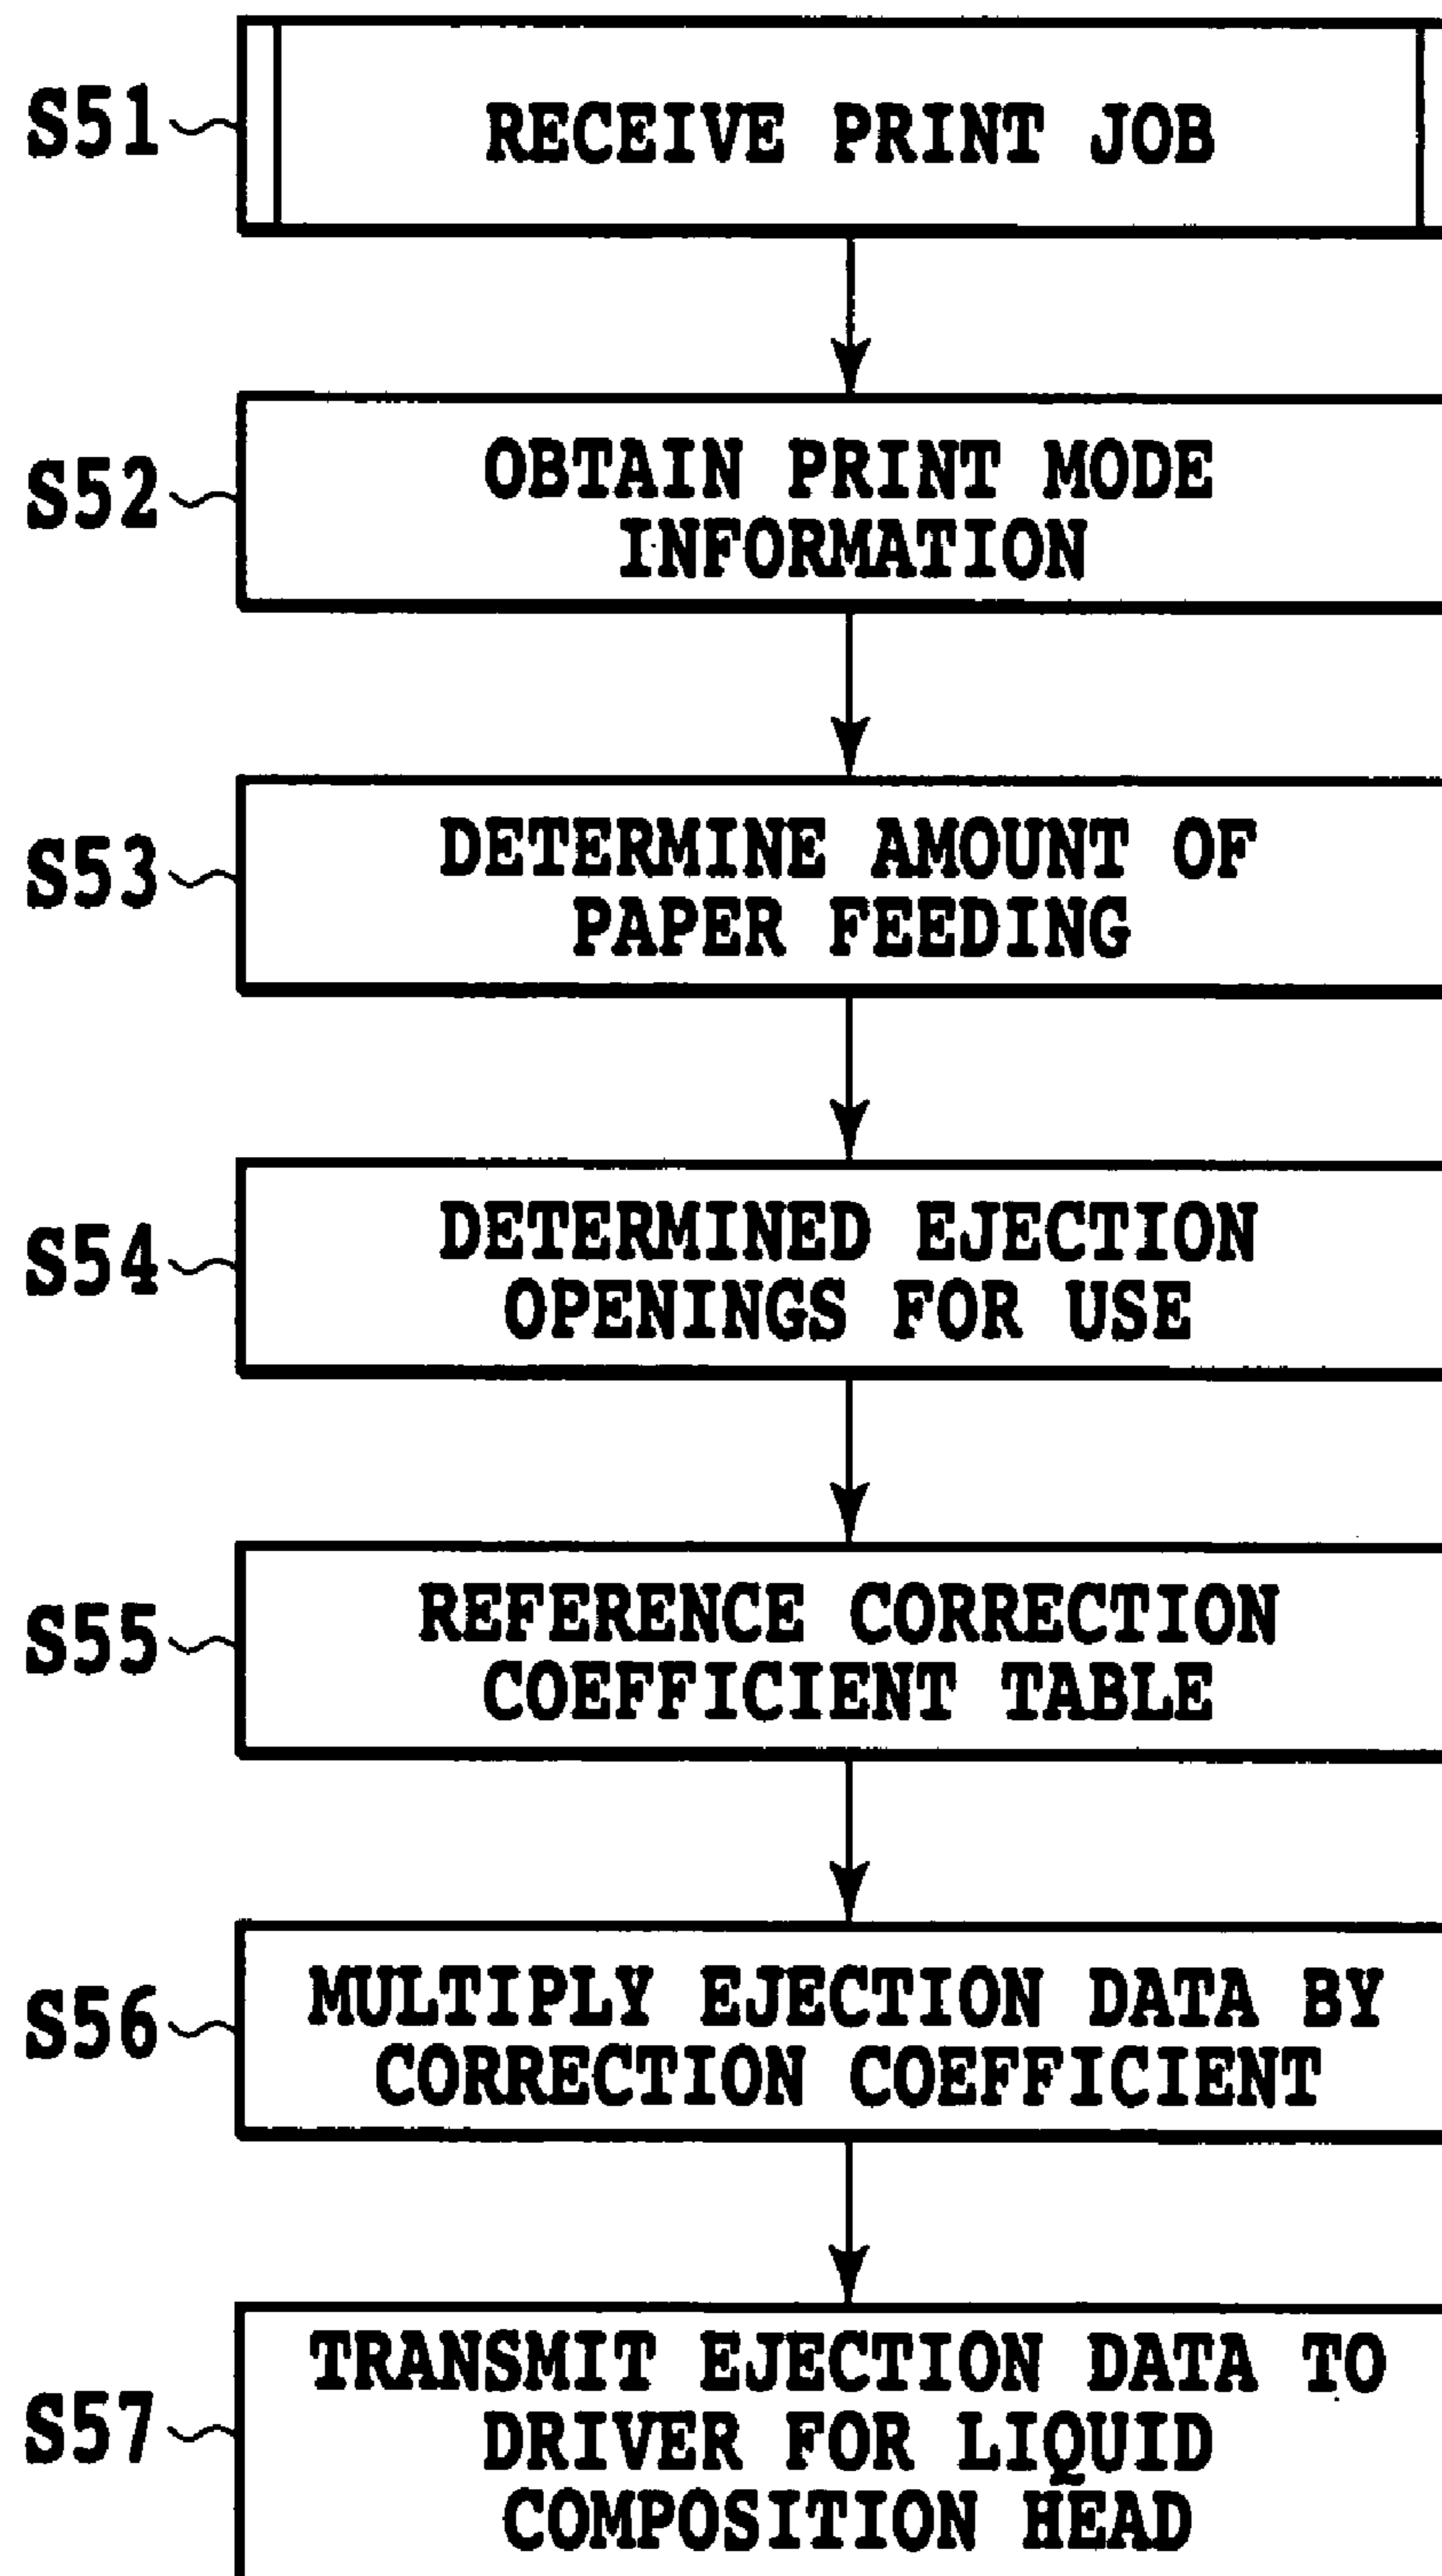 S51 RECEIVE PRINT JOB
S52 OBTAIN PRINT MODE
INFORMATION
S53 DETERMINE AMOUNT OF
PAPER FEEDING
S54 DETERMINED EJECTION
OPENINGS FOR USE
S55 REFERENCE CORRECTION
COEFFICIENT TABLE
S56 MULTIPLY EJECTION DATA BY
CORRECTION COEFFICIENT
S57 TRANSMIT EJECTION DATA TO
DRIVER FOR LIQUID
COMPOSITION HEAD